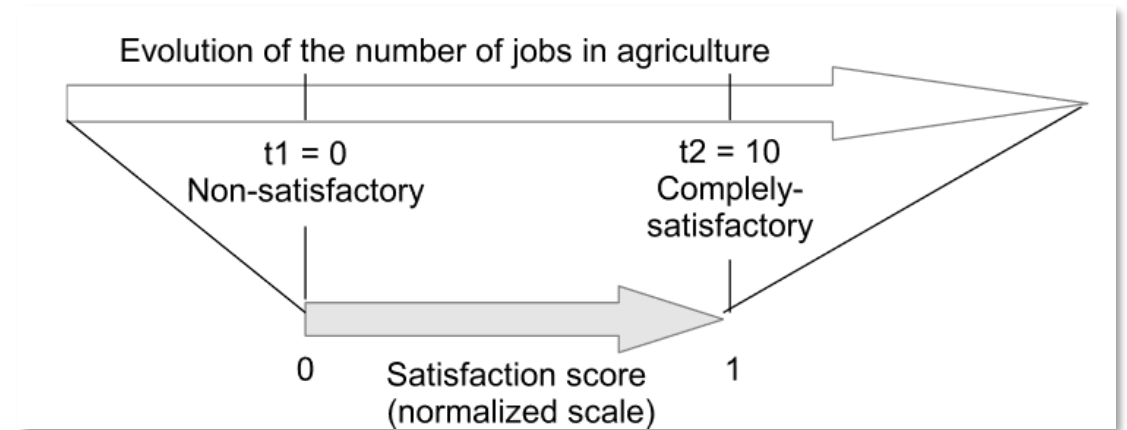 Evolution of the number of jobs in agriculture
t1 = 0
Non-satisfactory
t2 = 10
Complely-
satisfactory
0
Satisfaction score
(normalized scale)
1